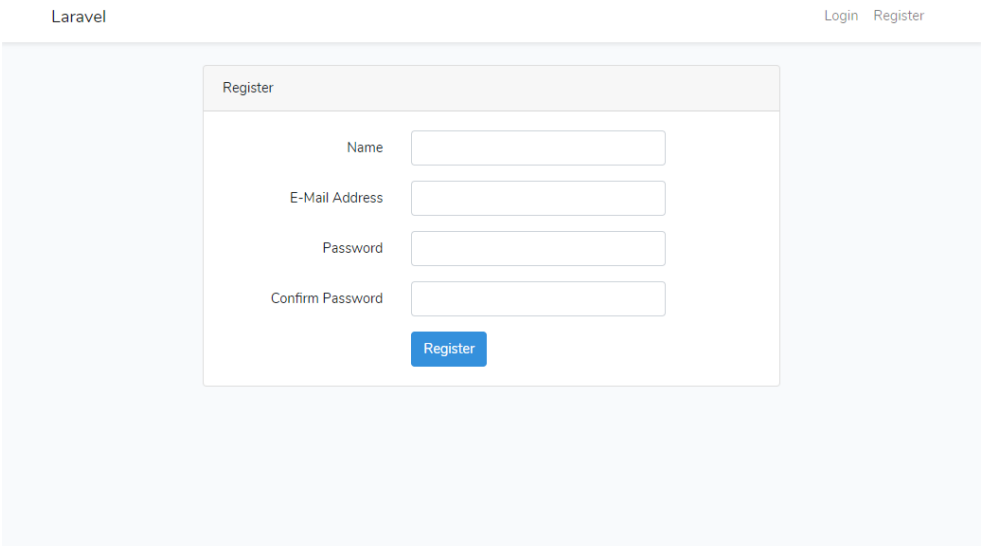 Laravel
Login Register
Register
Name
E-Mail Address
Password
Confirm Password
Register